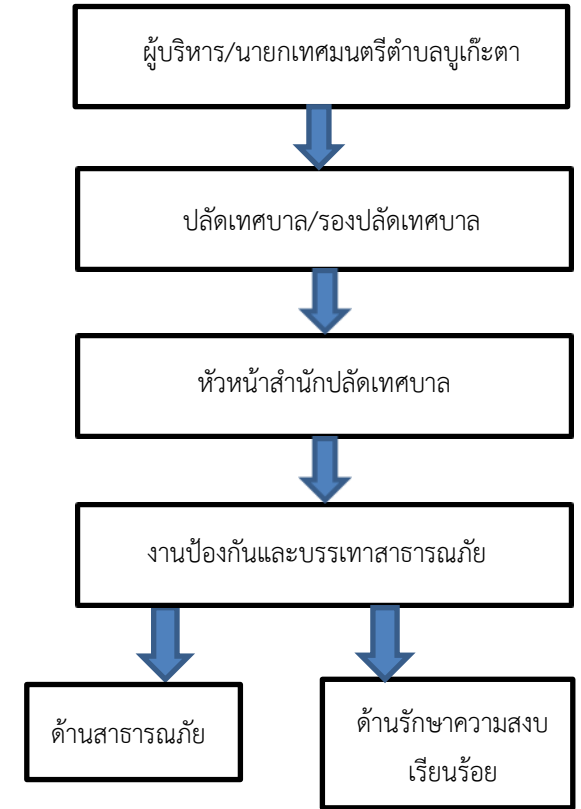 ผู้บริหาร/นายกเทศมนตรีตำบลบูเก๊ะตา
ปลัดเทศบาล/รองปลัดเทศบาล
หัวหน้าสำนักปลัดเทศบาล
งานป้องกันและบรรเทาสาธารณภัย
ด้านสาธารณภัย
ด้านรักษาความสงบ
เรียนร้อย